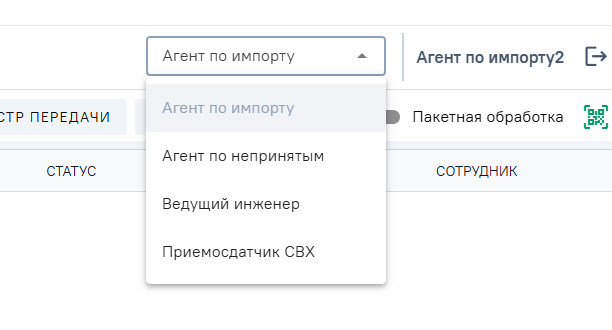 Агент по импорту
Агент по импорту2
СТР ПЕРЕДАЧИ
Агент по импорту
Пакетная обработка
СТАТУС
Агент по непринятым
СОТРУДНИК
Ведущий инженер
Приемосдатчик СВХ